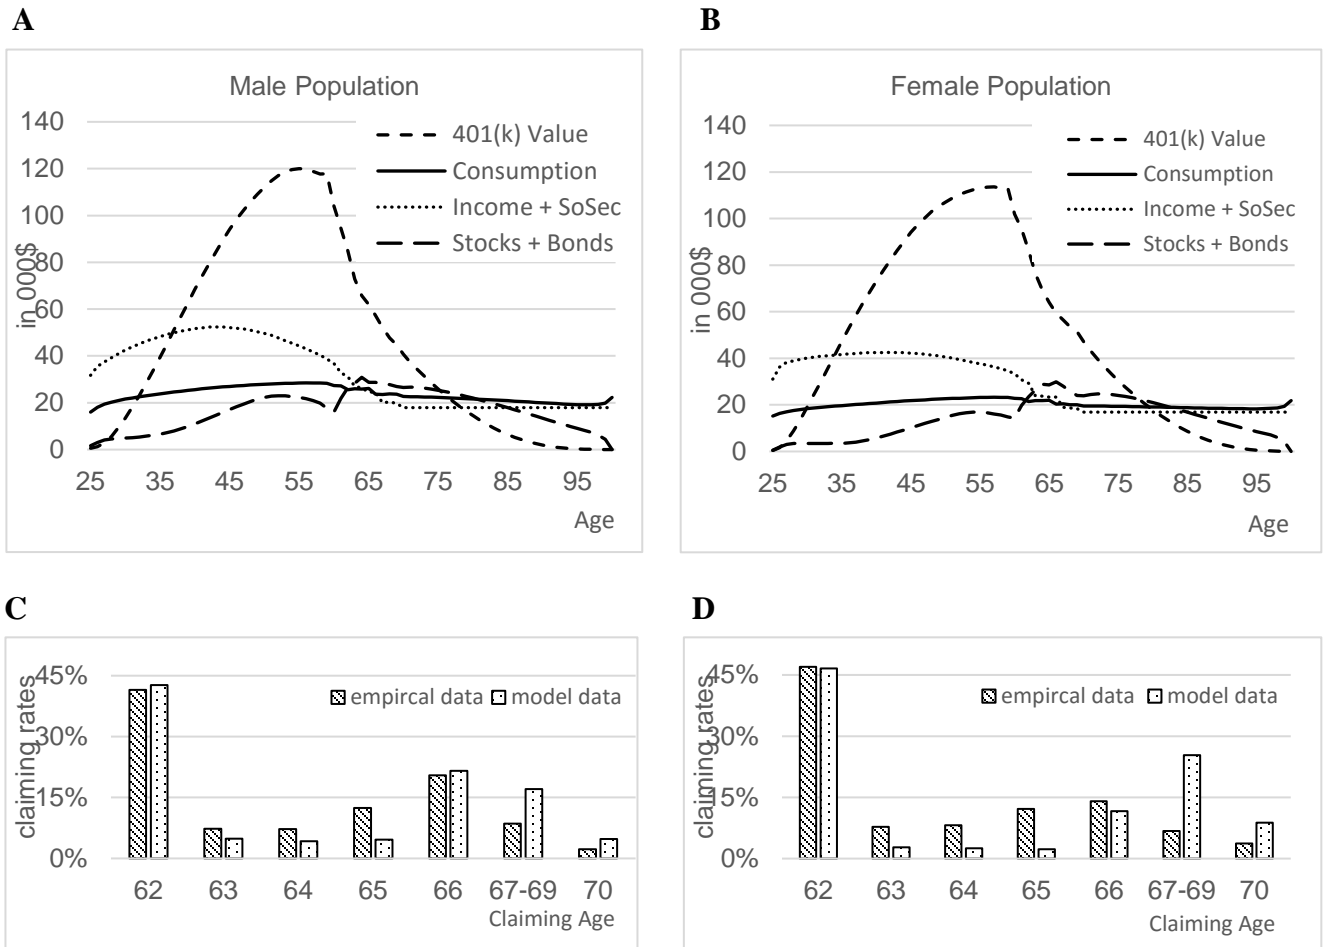 A
B
Male Population
140
120
100
80
60
40
20
0
in 000$
401(k) Value
Consumption
Income + SoSec
Stocks + Bonds
25 35 45 55 65 75 85 95
Age
Female Population
140
120
100
80
60
40
20
0
in 000$
401(k) Value
Consumption
Income + SoSec
Stocks + Bonds
25 35 45 55 65 75 85 95
Age
C
D
45%
30%
15%
0%
claiming rates
empircal data model data
62 63 64 65 66 67-69 70
Claiming Age
45%
30%
15%
0%
claiming rates
empircal data model data
62 63 64 65 66 67-69 70
Claiming Age